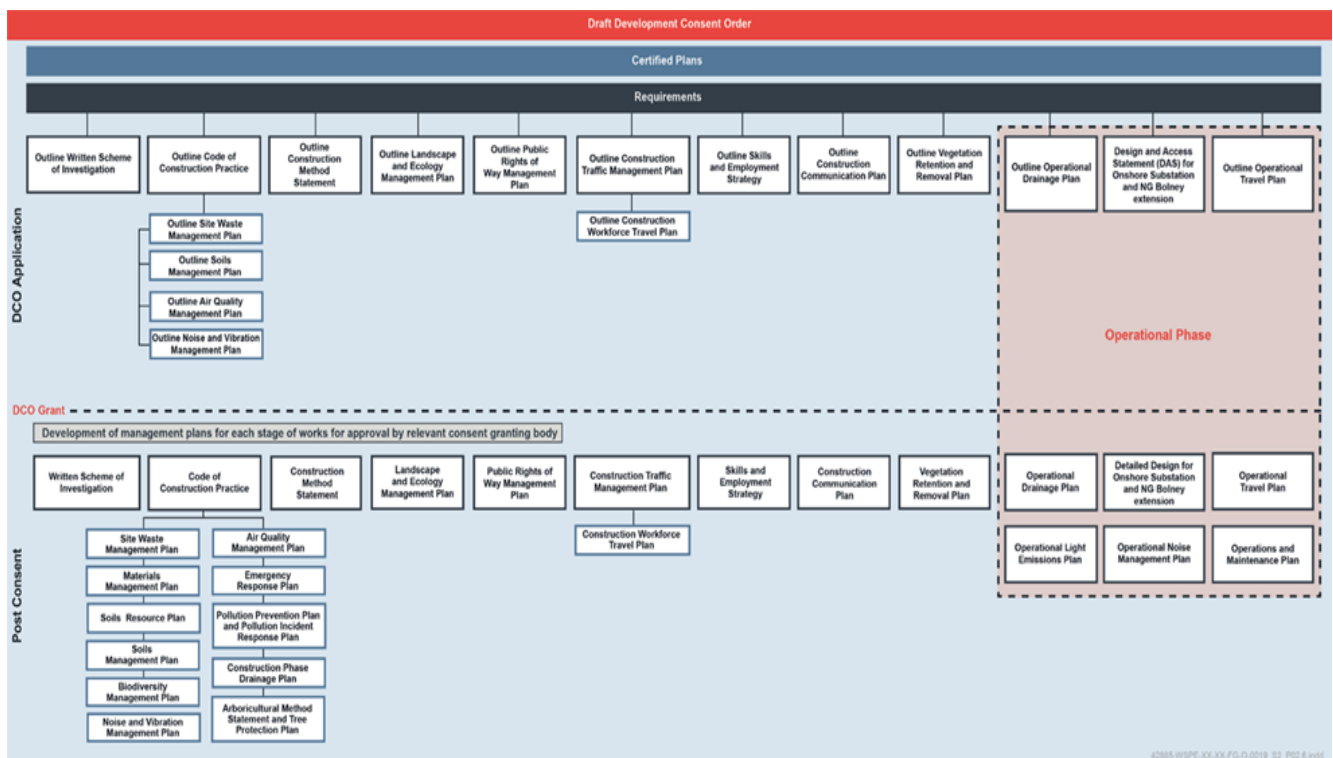 Draft Development Consent Order
Certified Plans
Requirements
Outline Written Scheme
of Investigation
Outline Code of
Construction Practice
Outline
Construction
Method
Statement
Outline Landscape
and Ecology
Management Plan
Outline Public
Rights of
Way Management
Plan
Outline Construction
Traffic Management Plan
Outline Skills
and Employment
Strategy
Outline
Construction
Communication Plan
Outline Vegetation
Retention and
Removal Plan
Outline Operational
Drainage Plan
Design and Access
Statement (DAS) for
Onshore Substation
and NG Bolney
extension
Outline Operational
Travel Plan
Outline Site Waste
Management Plan
Outline Soils
Management Plan
Outline Air Quality
Management Plan
Outline Noise and Vibration
Management Plan
Outline Construction
Workforce Travel Plan
DCO Application
Operational Phase
DCO Grant
Development of management plans for each stage of works for approval by relevant consent granting body
Written Scheme of
Investigation
Code of
Construction Practice
Construction
Method
Statement
Landscape
and Ecology
Management Plan
Public Rights of
Way Management
Plan
Construction Traffic
Management Plan
Skills and
Employment
Strategy
Construction
Communication
Plan
Vegetation
Retention and
Removal Plan
Operational
Drainage Plan
Detailed Design for
Onshore Substation
and NG Bolney
extension
Operational
Travel Plan
Site Waste
Management Plan
Materials
Management Plan
Soils Resource Plan
Soils
Management Plan
Biodiversity
Management Plan
Noise and Vibration
Management Plan
Air Quality
Management Plan
Emergency
Response Plan
Pollution Prevention Plan
and Pollution Incident
Response Plan
Construction Phase
Drainage Plan
Arboricultural Method
Statement and Tree
Protection Plan
Construction Workforce
Travel Plan
Operational Light
Emissions Plan
Operational Noise
Management Plan
Operations and
Maintenance Plan
Post Consent